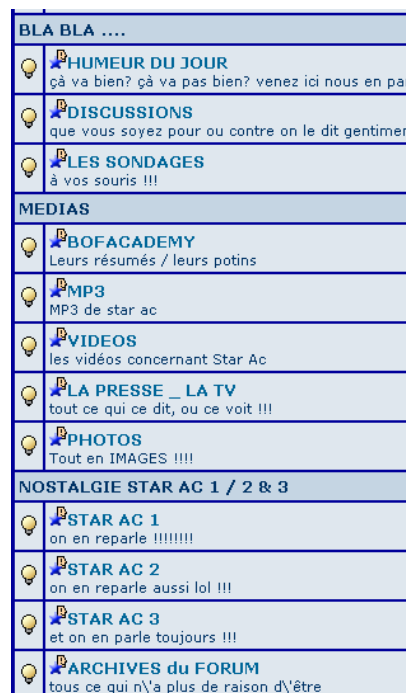 BLA BLA ....
HUMEUR DU JOUR
çà va bien? çà va pas bien? venez ici nous en
DISCUSSIONS
que vous soyez pour ou contre on le dit
LES SONDAGES
à vos souris !!!
MEDIAS
BOFACADEMY
Leurs résumés / leurs potins
MP3
MP3 de star ac
VIDEOS
les vidéos concernant Star Ac
LA PRESSE _ LA TV
tout ce qui ce dit, ou ce voit !!!
PHOTOS
Tout en IMAGES !!!!
NOSTALGIE STAR AC 1 / 2 & 3
STAR AC 1
on en reparle !!!!!!!!
STAR AC 2
on en reparle aussi lol !!!
STAR AC 3
et on en parle toujours !!!
ARCHIVES du FORUM
tous ce qui n\'a plus de raison d\'être